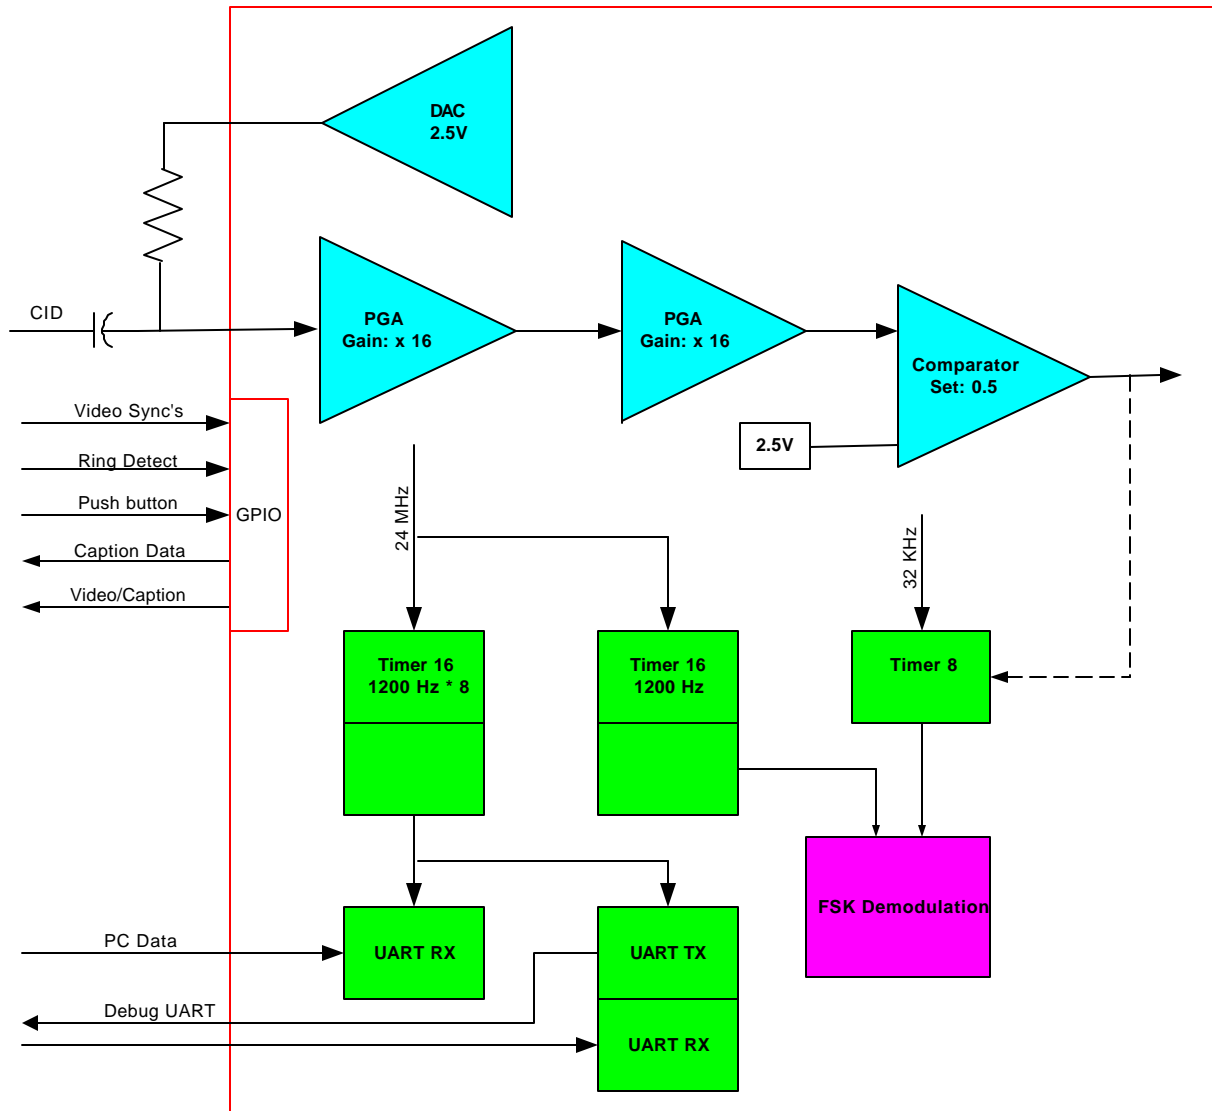 DAC
2.5V
CID
PGA
Gain: x 16
PGA
Gain: x 16
Comparator
Set: 0.5
Video Sync's
Ring Detect
Push button
Caption Data
Video/Caption
GPIO
2.5V
24 MHz
32 KHz
Timer 16
1200 Hz * 8
Timer 16
1200 Hz
Timer 8
FSK Demodulation
PC Data
UART RX
UART TX
Debug UART
UART RX